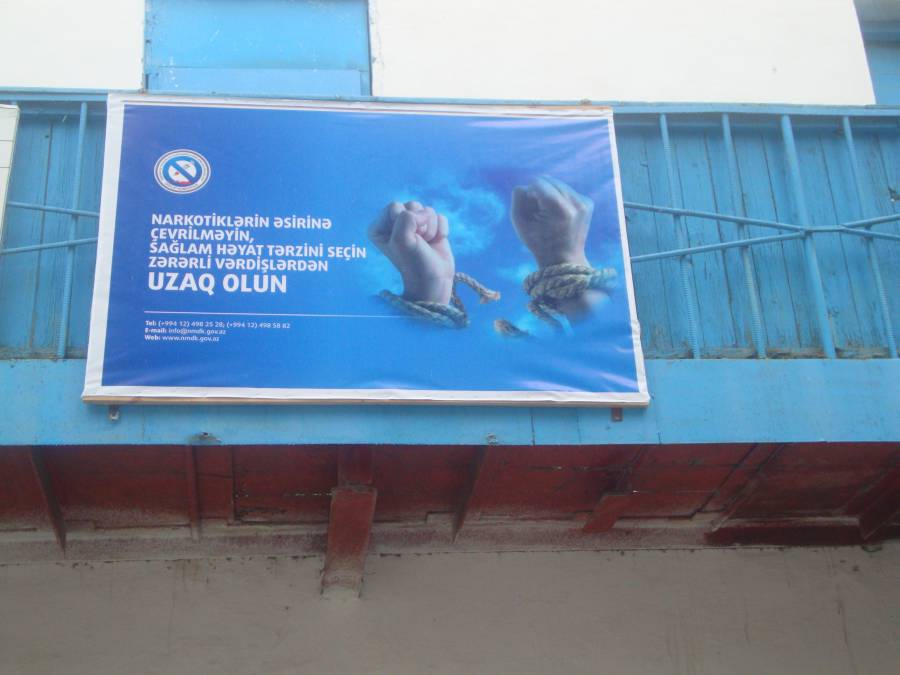 NARKOTİKLƏRİN ƏSİRİNƏ
ÇEVRİLMƏYİN,
SAĞLAM HƏYAT TƏRZİNİ SEÇİN
ZƏRƏRLİ VƏRDİŞLƏRDƏN
UZAQ OLUN
Tel: (+994 12) 498 25 28; (+994 12) 498 58 82
E-mail: info@nmdk.gov.az
Web: www.nmdk.gov.az